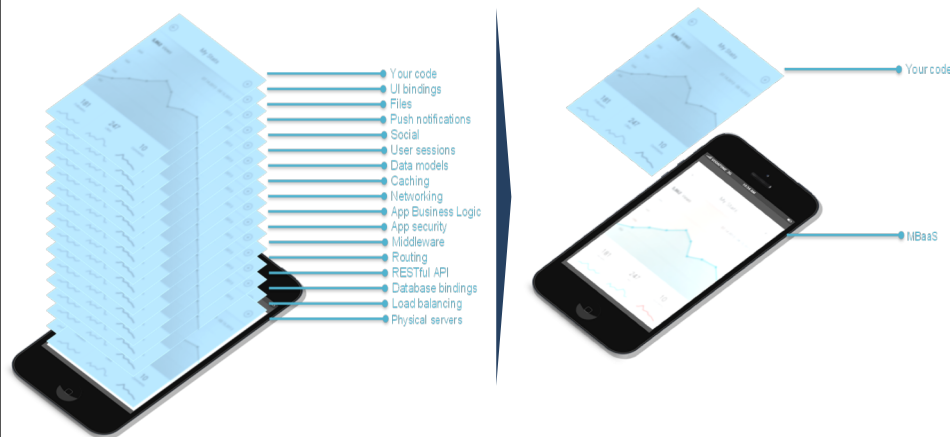 Your code
UI bindings
Files
Push notifications
Social
User sessions
Data models
Caching
Networking
App Business Logic
App security
Middleware
Routing
RESTful API
Database bindings
Load balancing
Physical servers
Your code
MBaaS